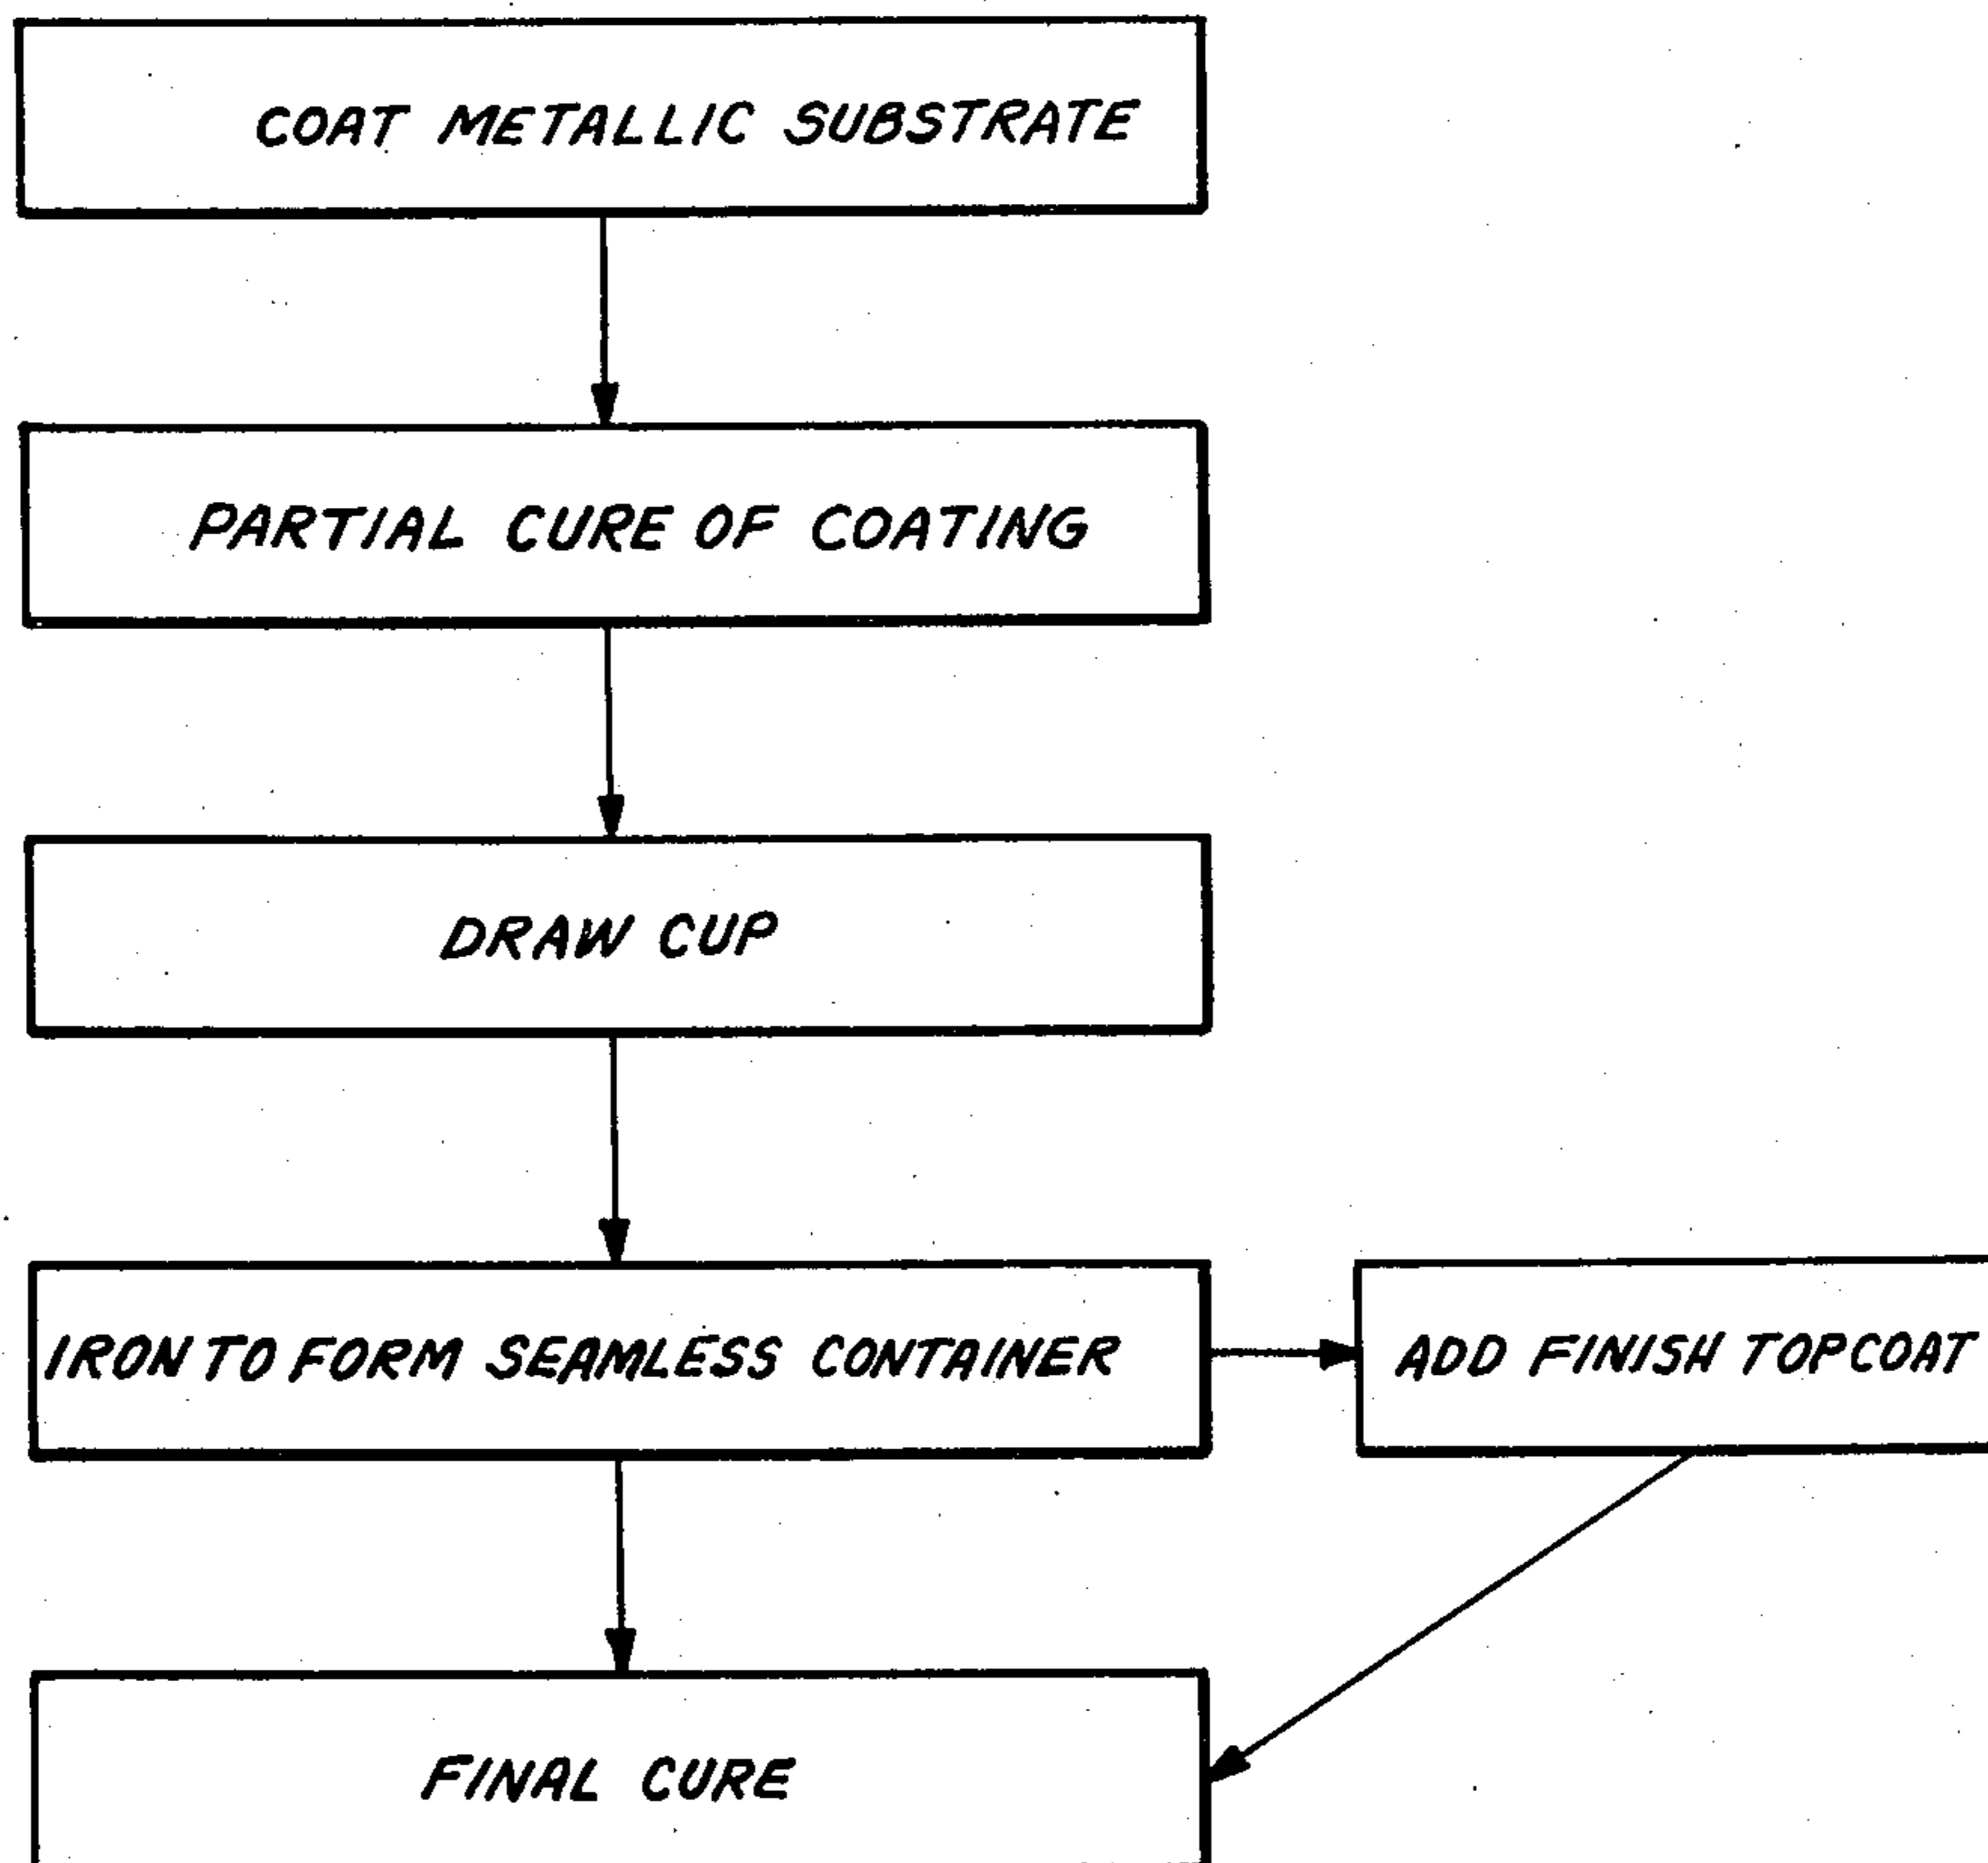 COAT METALLIC SUBSTRATE
PARTIAL CURE OF COATING
DRAW CUP
IRON TO FORM SEAMLESS CONTAINER
ADD FINISH TOPCOAT
FINAL CURE